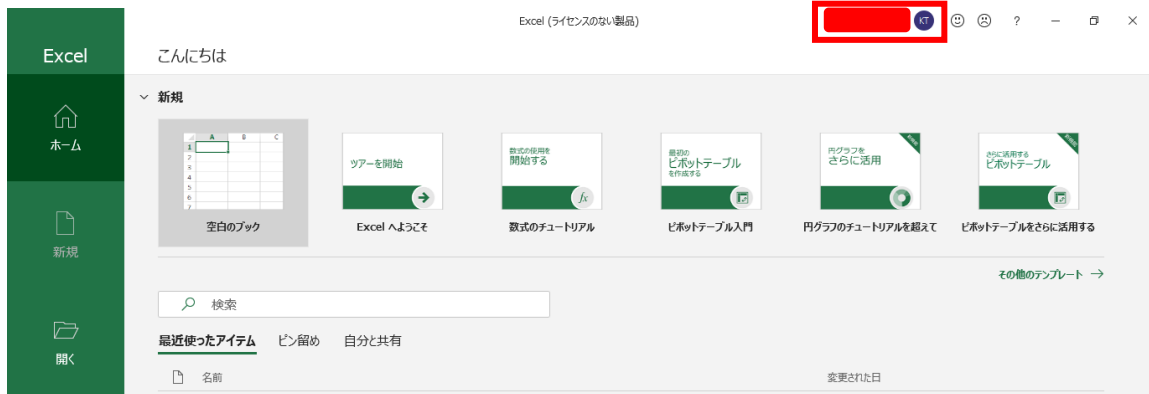 Excel (ライセンスのない製品)
KT
?
Excel
こんにちは
新規
ホーム
A B C
1
2
3
4
5
6
7
空白のブック
ツアーを開始
Excel へようこそ
数式の使用を
開始する
fx
数式のチュートリアル
最初の
ピボットテーブル
を作成する
ピボットテーブル入門
円グラフを
さらに活用
円グラフのチュートリアルを超えて
さらに活用する
ピボットテーブル
ピボットテーブルをさらに活用する
新規
その他のテンプレート
検索
最近使ったアイテム ピン留め 自分と共有
開く
名前 変更された日